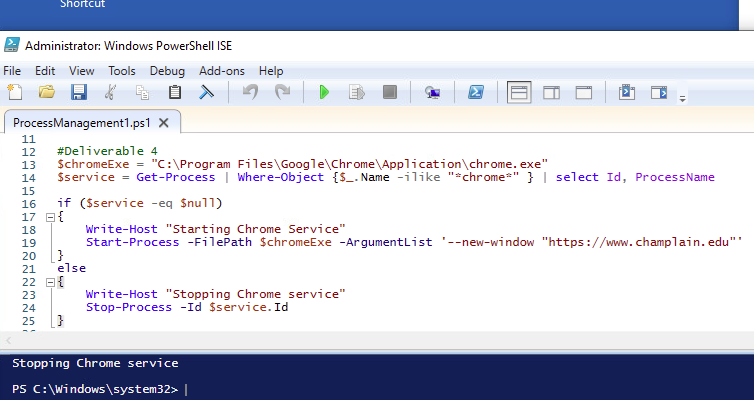 Shortcut
Administrator: Windows PowerShell ISE
File Edit View Tools Debug Add-ons Help
ProcessManagement1.ps1
11
12 #Deliverable 4
13 $chromeExe = "C:\Program Files\Google\Chrome\Application\chrome.exe"
14 $service = Get-Process | Where-Object {$_.Name -ilike "*chrome*" } | select Id, ProcessName
15
16 if ($service -eq $null)
17 {
18 Write-Host "Starting Chrome Service"
19 Start-Process -FilePath $chromeExe -ArgumentList '--new-window "https://www.champlain.edu"'
20 }
21 else
22 {
23 Write-Host "Stopping Chrome service"
24 Stop-Process -Id $service.Id
25 }
Stopping Chrome service
PS C:\Windows\system32>